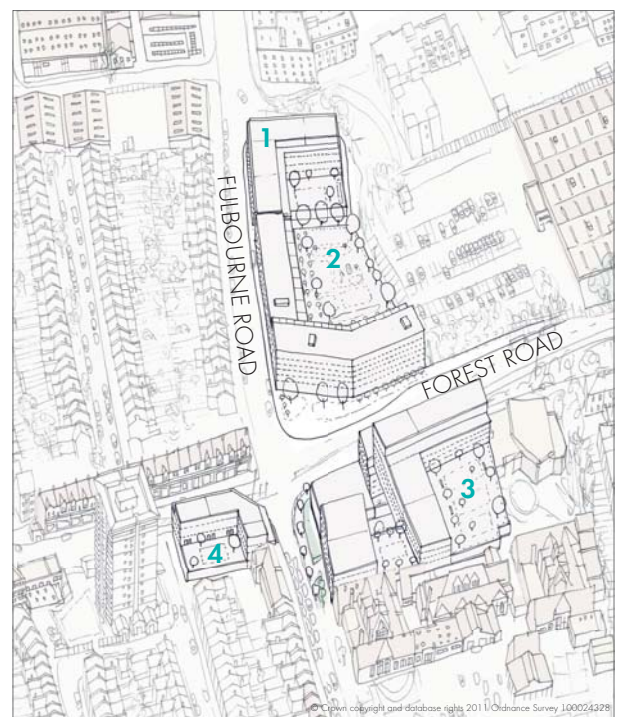 1
2
FULBOURNE ROAD
FOREST ROAD
3
4
© Crown copyright and database rights 2011 Ordnance Survey 100024328